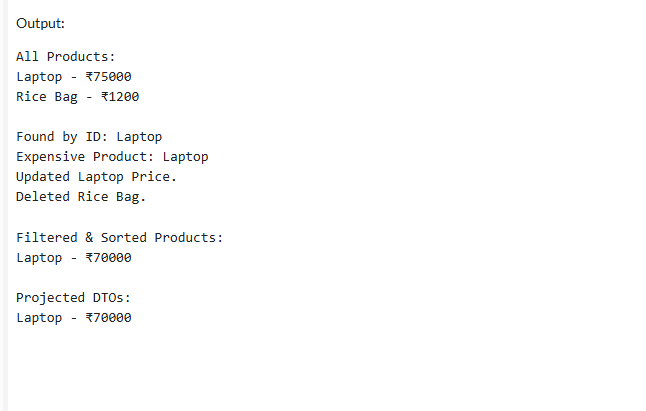 Output:
All Products:
Laptop - ₹75000
Rice Bag - ₹1200
Found by ID: Laptop
Expensive Product: Laptop
Updated Laptop Price.
Deleted Rice Bag.
Filtered & Sorted Products:
Laptop - ₹70000
Projected DTOs:
Laptop - ₹70000